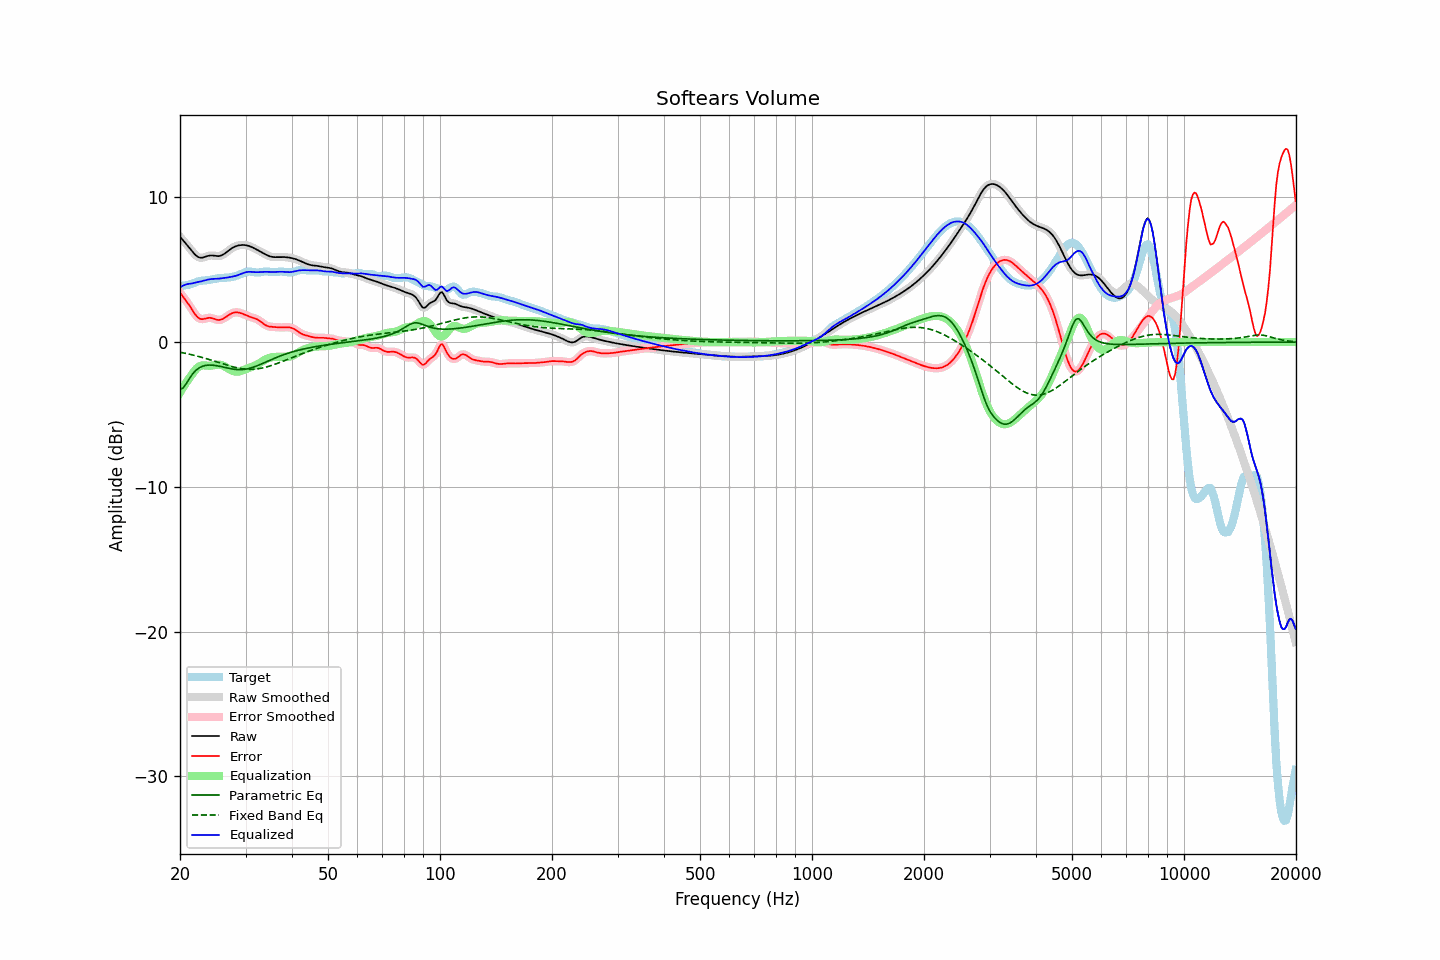 Softears Volume
Amplitude (dBr)
10
0
−10
−20
−30
Target
Raw Smoothed
Error Smoothed
Raw
Error
Equalization
Parametric Eq
Fixed Band Eq
Equalized
20 50 100 200 500 1000 2000 5000 10000 20000
Frequency (Hz)